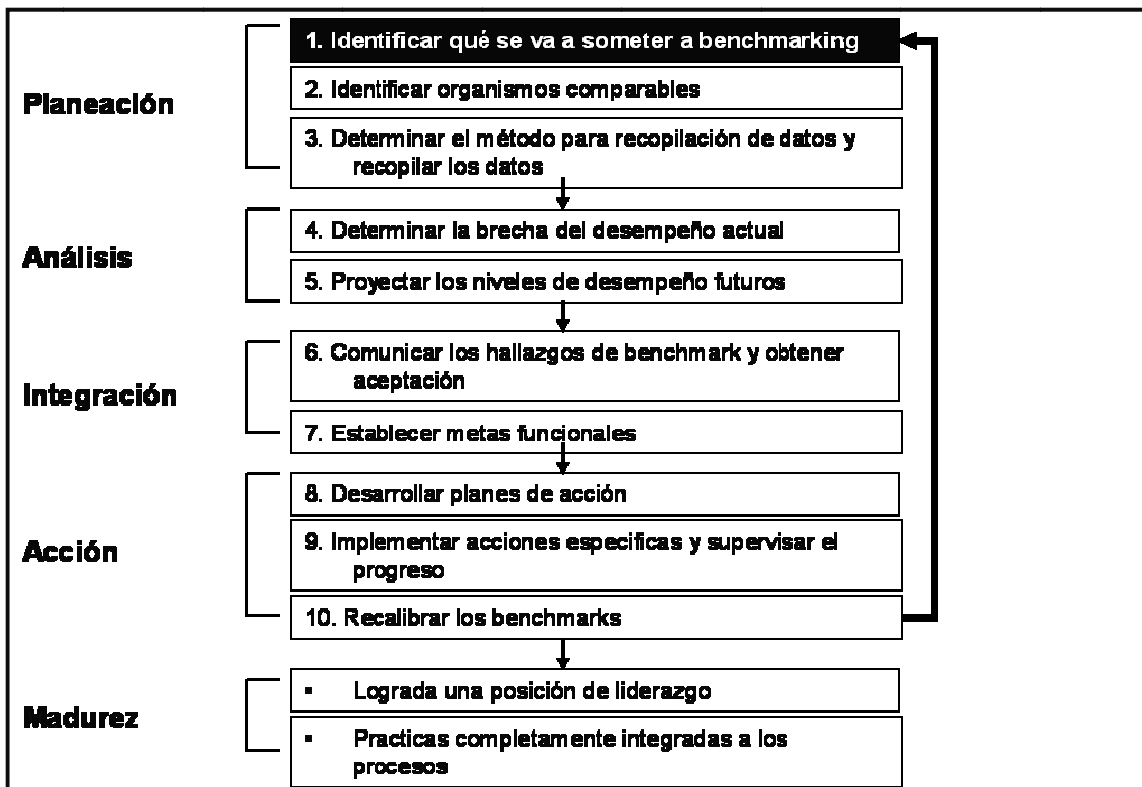 Planeación
1. Identificar qué se va a someter a benchmarking
2. Identificar organismos comparables
3. Determinar el método para recopilación de datos y
recopilar los datos
Análisis
4. Determinar la brecha del desempeño actual
5. Proyectar los niveles de desempeño futuros
Integración
6. Comunicar los hallazgos de benchmark y obtener
aceptación
7. Establecer metas funcionales
Acción
8. Desarrollar planes de acción
9. Implementar acciones especificas y supervisar el
progreso
10. Recalibrar los benchmarks
Madurez
▪ Lograda una posición de liderazgo
▪ Practicas completamente integradas a los
procesos